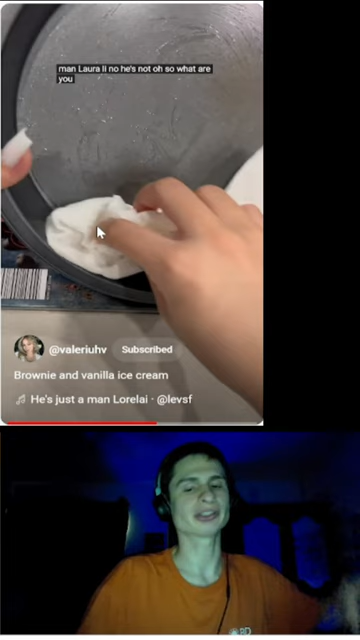 man Laura li no he's not oh so what are
you
@valeriuhv Subscribed
Brownie and vanilla ice cream
He's just a man Lorelai · @levsf